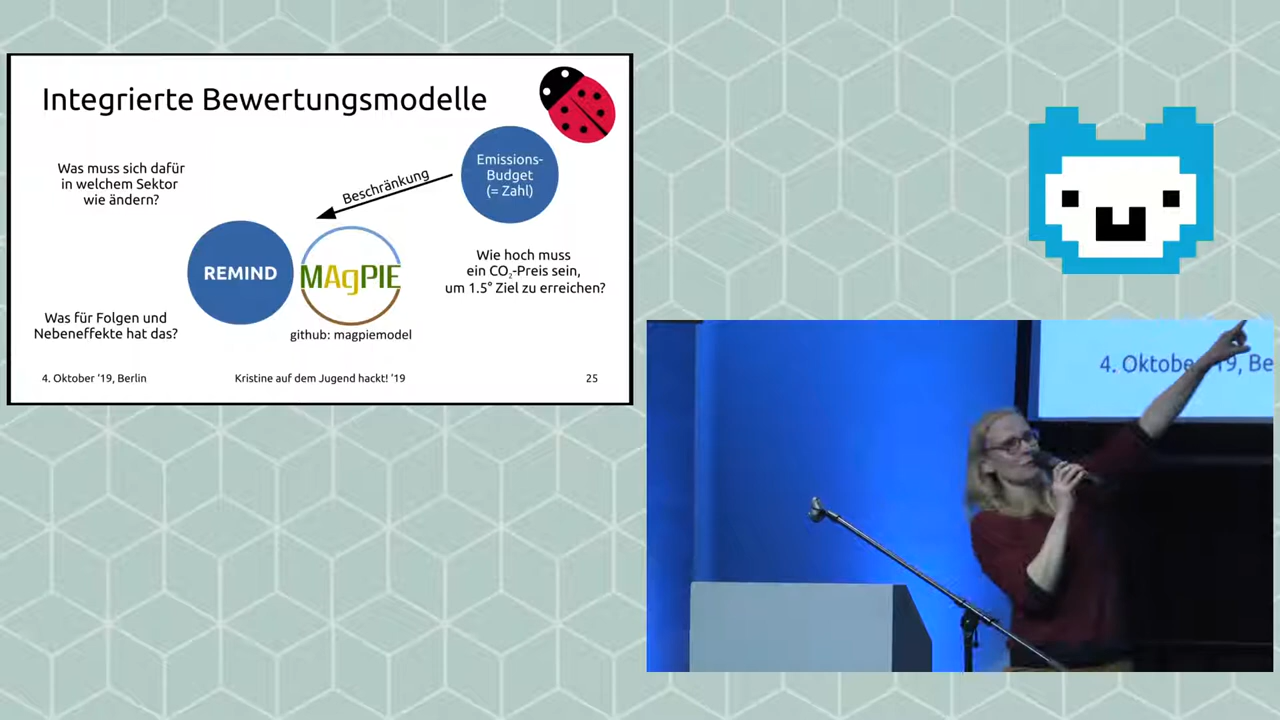 Integrierte Bewertungsmodelle
Was muss sich dafür
in welchem Sektor
wie ändern?
Beschränkung
Emissions-
Budget
(= Zahl)
REMIND
MAgPIE
github: magpiemodel
Wie hoch muss
ein CO₂-Preis sein,
um 1.5° Ziel zu erreichen?
Was für Folgen und
Nebeneffekte hat das?
4. Oktober '19, Berlin
Kristine auf dem Jugend hackt! '19
25
4. Oktobe 19, Be